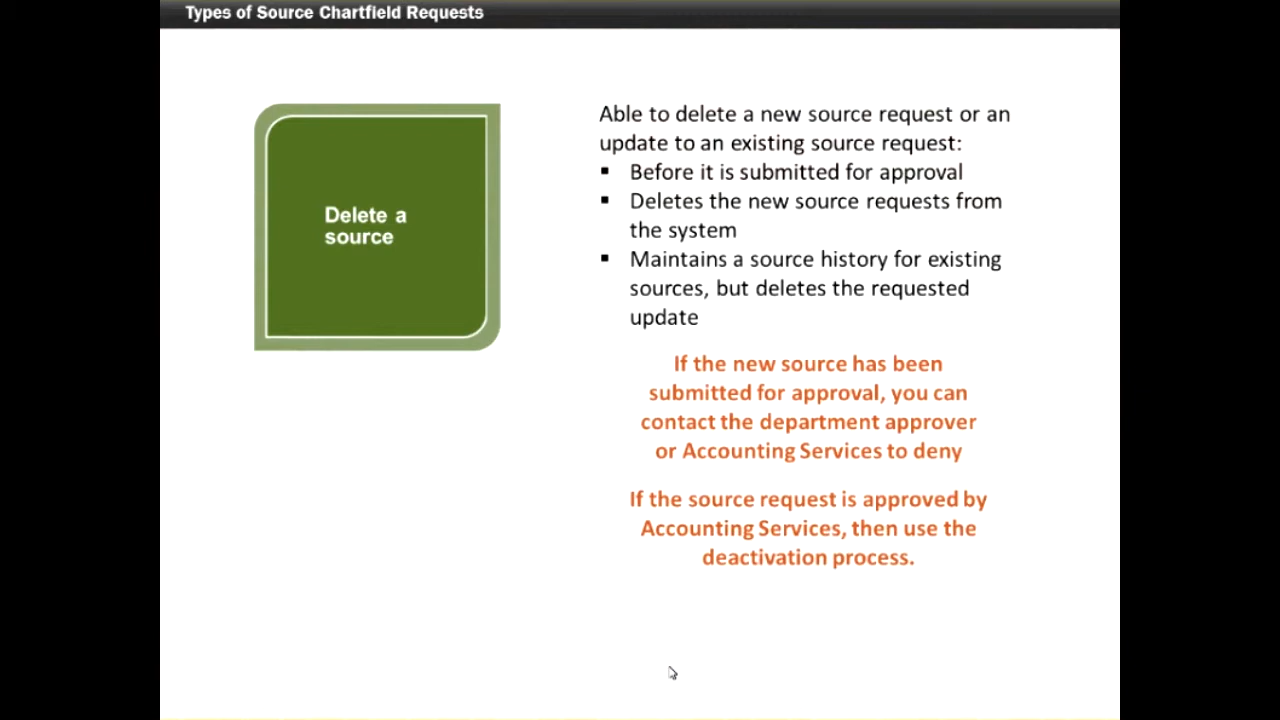 Types of Source Chartfield Requests
Delete a
source
Able to delete a new source request or an
update to an existing source request:
▪ Before it is submitted for approval
▪ Deletes the new source requests from
the system
▪ Maintains a source history for existing
sources, but deletes the requested
update
If the new source has been
submitted for approval, you can
contact the department approver
or Accounting Services to deny
If the source request is approved by
Accounting Services, then use the
deactivation process.